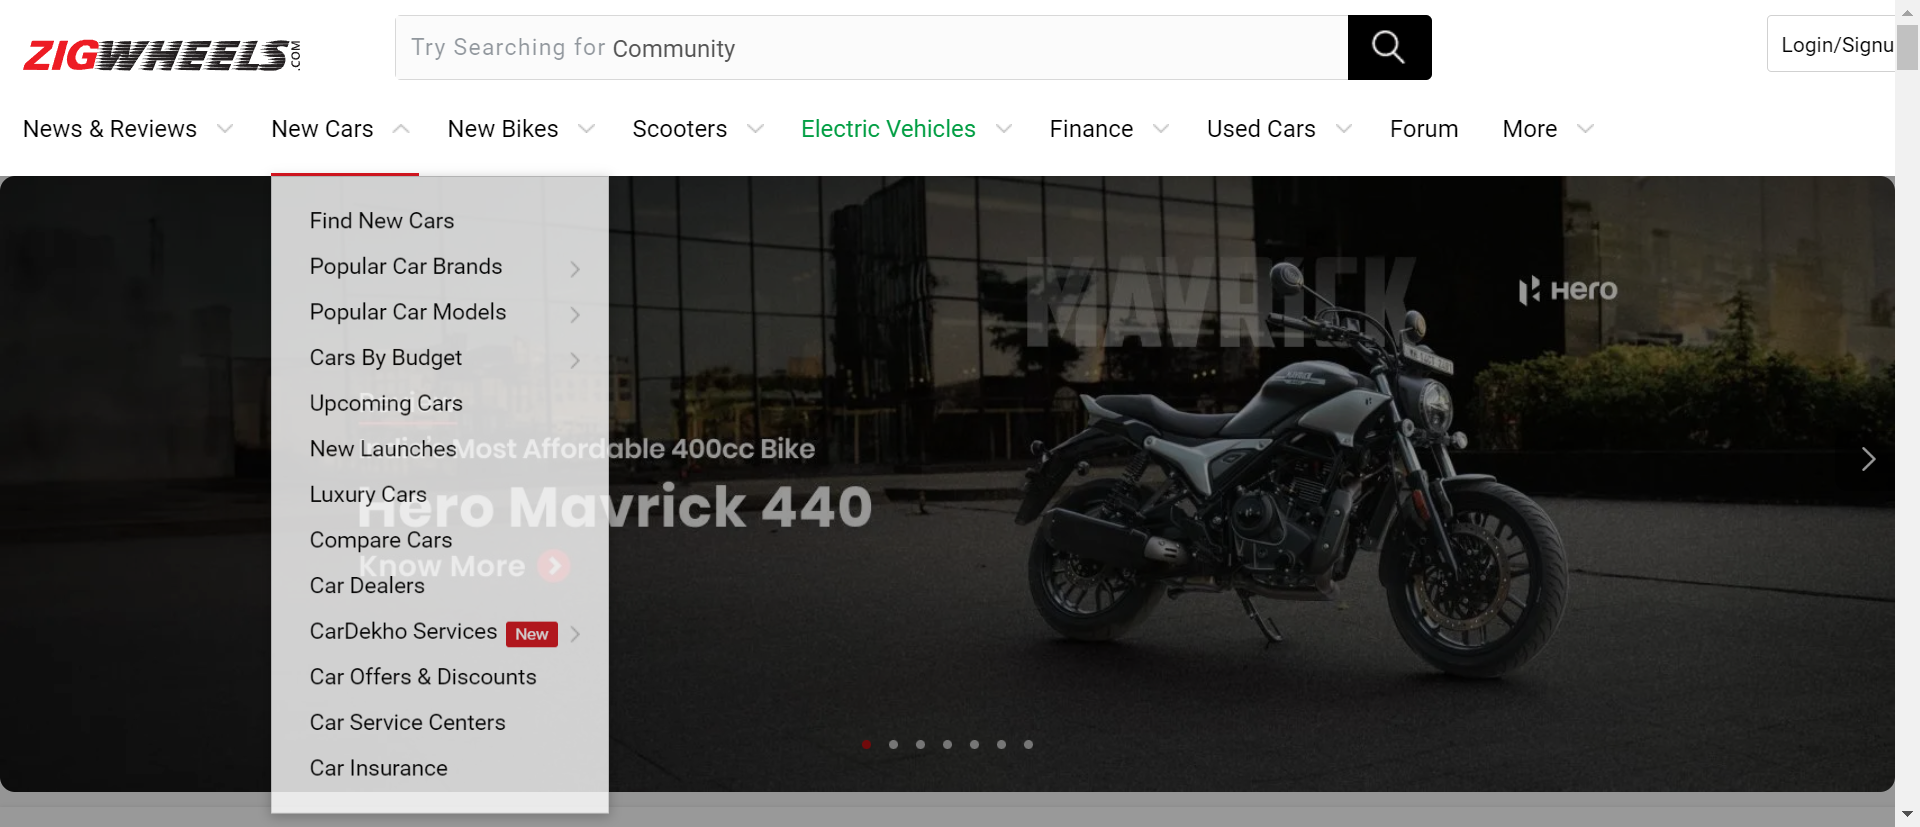 ZIGWHEELS.COM
Try Searching for Community
Login/Signu
News & Reviews
New Cars
New Bikes
Scooters
Electric Vehicles
Finance
Used Cars
Forum
More
Find New Cars
Popular Car Brands
Popular Car Models
Cars By Budget
Upcoming Cars
New Launches
Luxury Cars
Compare Cars
Car Dealers
CarDekho Services New
Car Offers & Discounts
Car Service Centers
Car Insurance
India's Most Affordable 400cc Bike
Hero Mavrick 440
Know More
MAVRICK
Hero